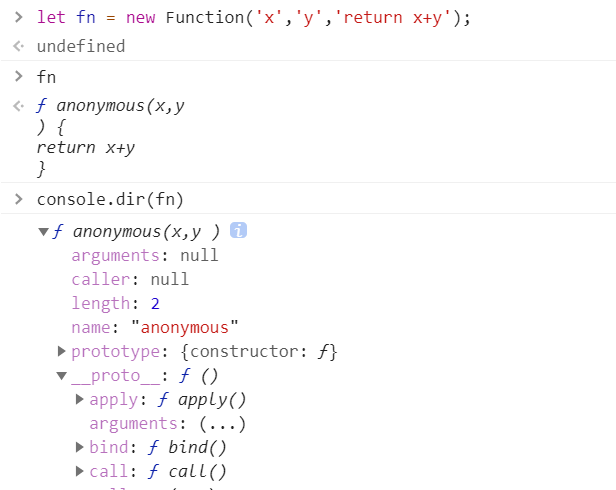 > let fn = new Function('x','y','return x+y');
undefined
> fn
ƒ anonymous(x,y
) {
return x+y
}
> console.dir(fn)
▼ƒ anonymous(x,y ) i
arguments: null
caller: null
length: 2
name: "anonymous"
▶prototype: {constructor: ƒ}
▼__proto__: ƒ ()
▶apply: ƒ apply()
arguments: (...)
▶bind: ƒ bind()
▶call: ƒ call()